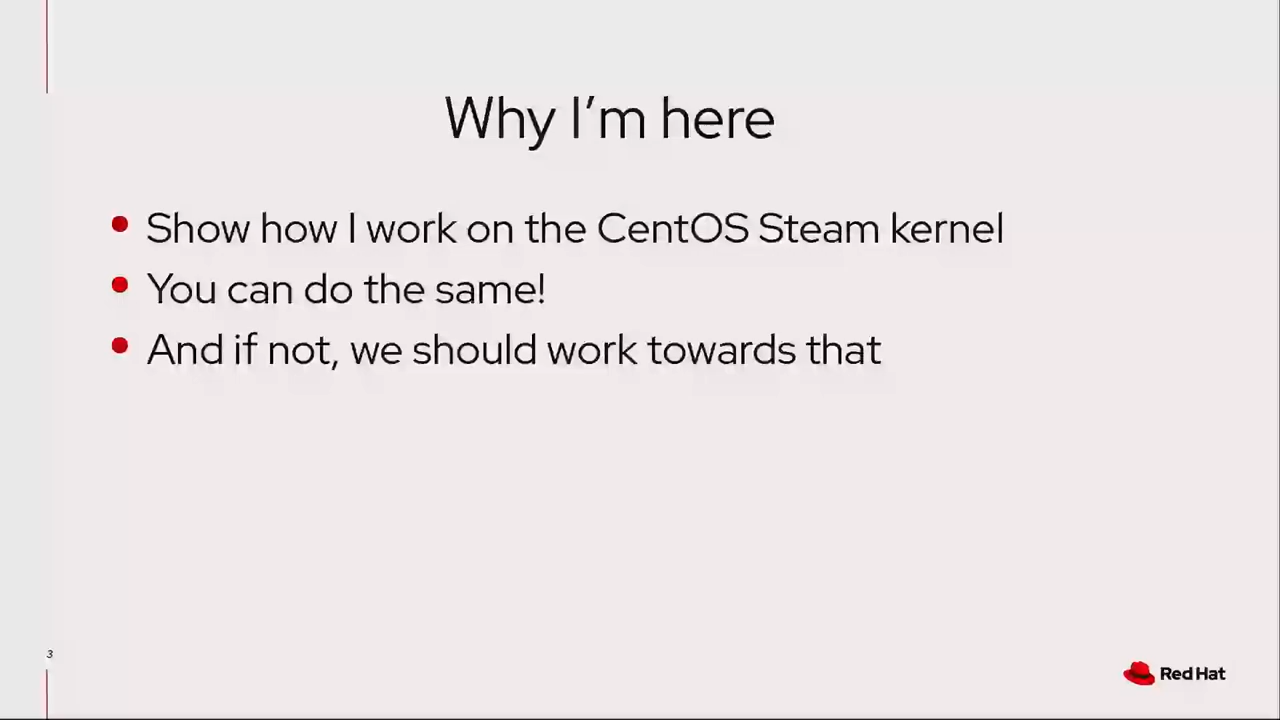 Why I’m here
Show how I work on the CentOS Steam kernel
You can do the same!
And if not, we should work towards that
3
Red Hat